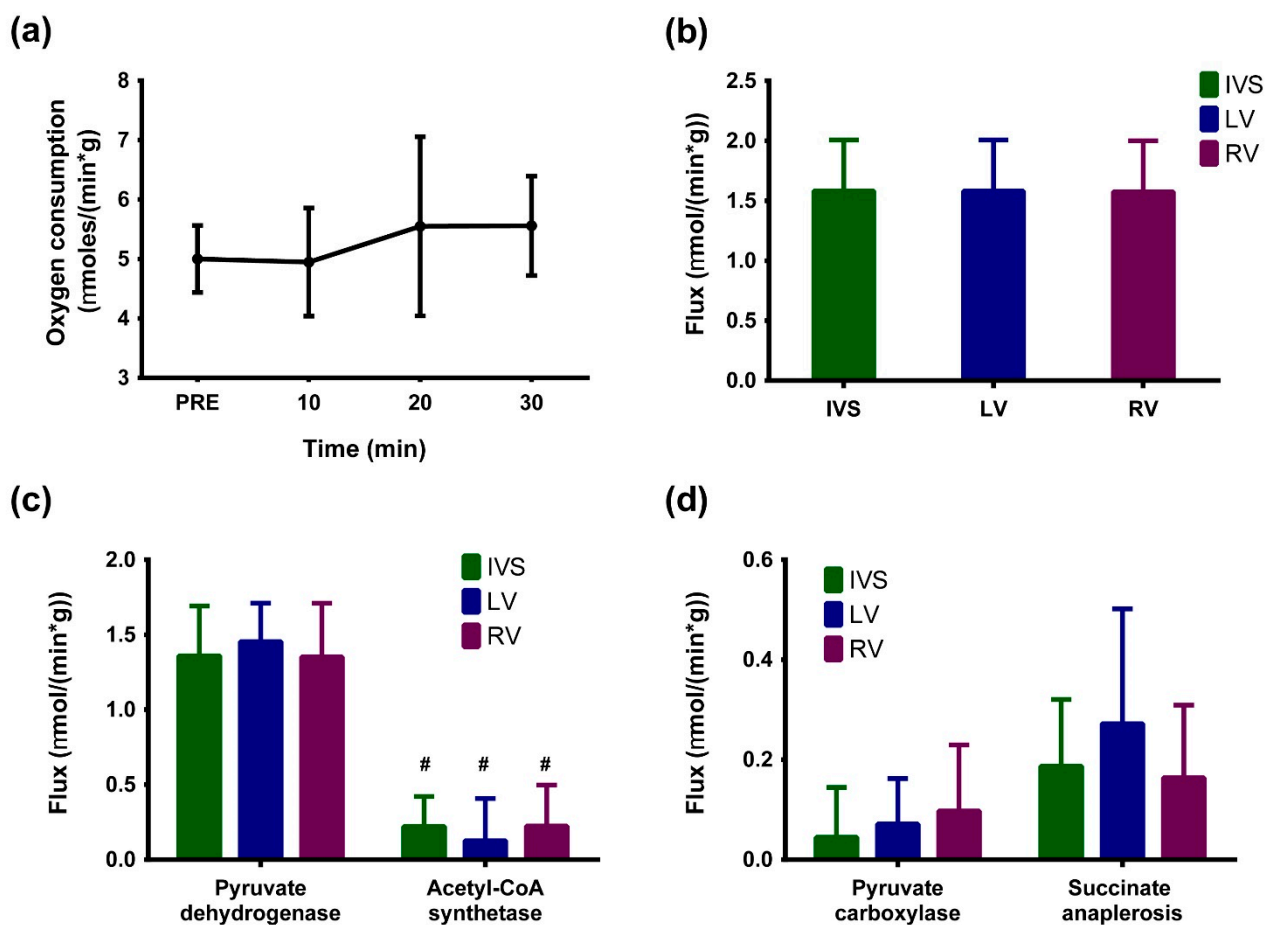 (a)
8
7
6
5
4
3
Oxygen consumption
(nmoles/(min*g)
PRE 10 20 30
Time (min)
(b)
2.5
2.0
1.5
1.0
0.5
0.0
Flux (nmol/(min*g))
IVS
LV
RV
IVS LV RV
(c)
2.0
1.5
1.0
0.5
0.0
Flux (nmol/(min*g))
IVS
LV
RV
# # #
Pyruvate
dehydrogenase
Acetyl-CoA
synthetase
(d)
0.6
0.4
0.2
0.0
Flux (nmol/(min*g))
IVS
LV
RV
Pyruvate
carboxylase
Succinate
anaplerosis